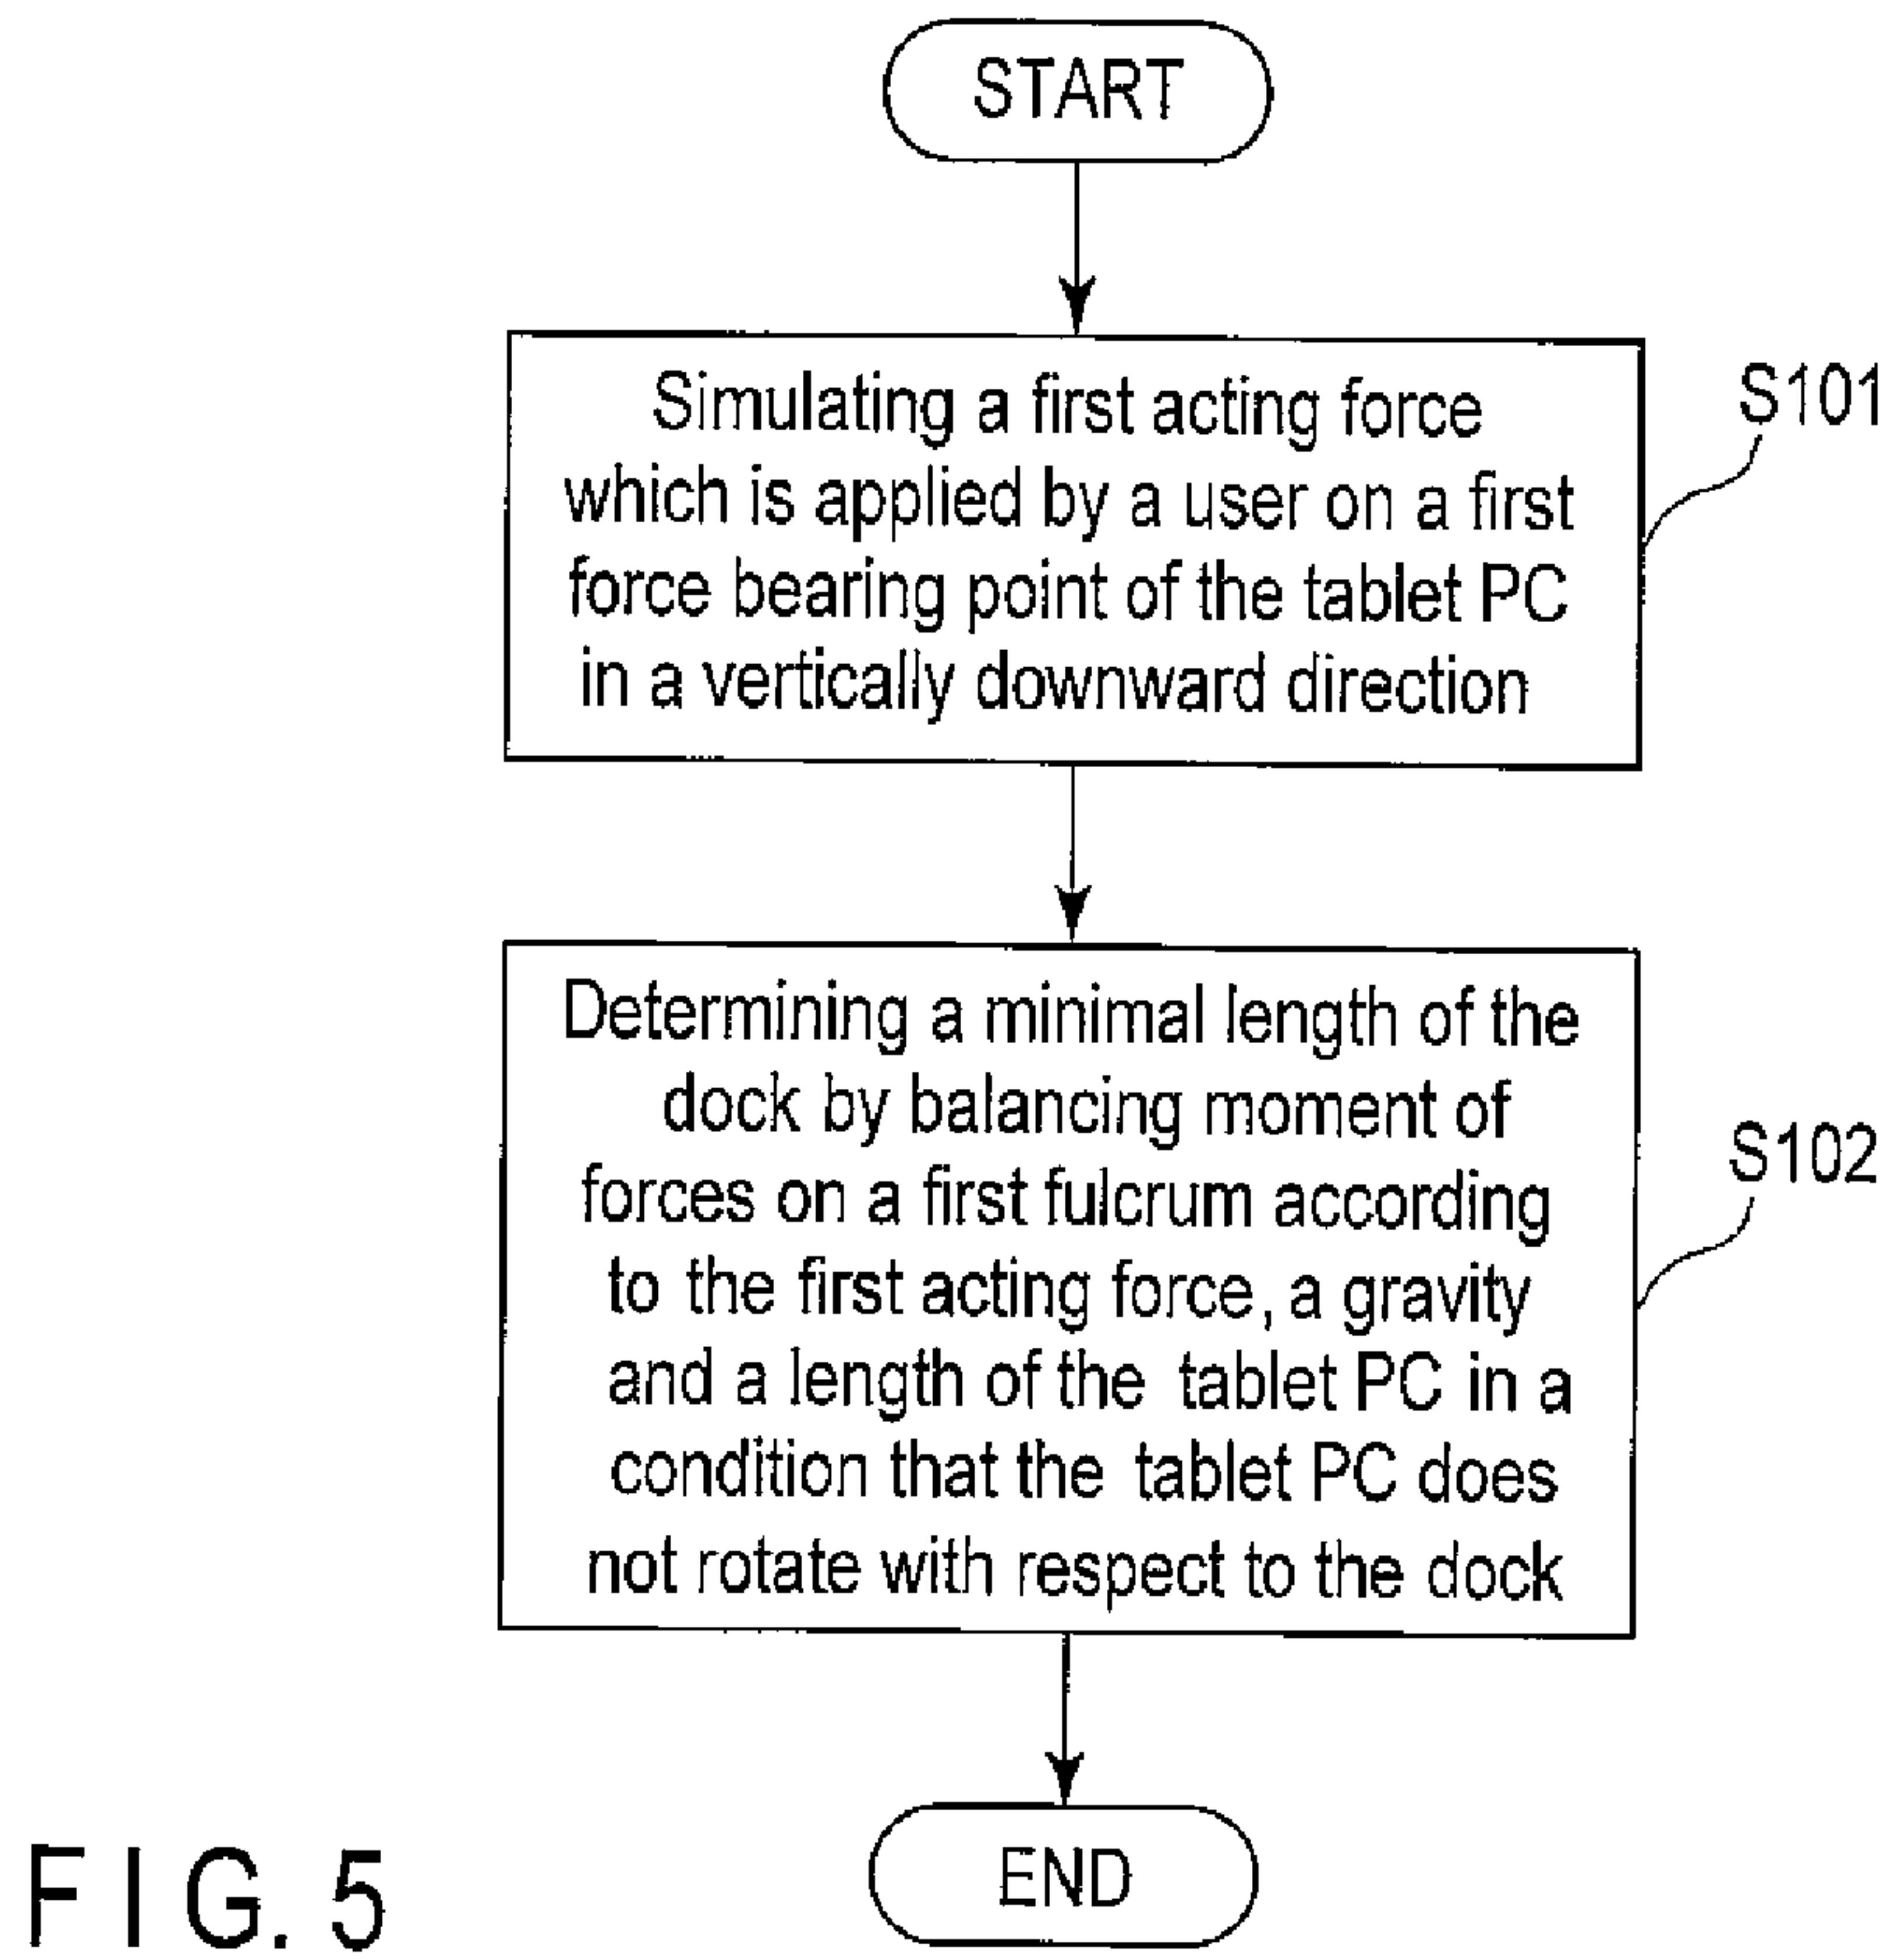 START
Simulating a first acting force
which is applied by a user on a first
force bearing point of the tablet PC
in a vertically downward direction
S101
Determining a minimal length of the
dock by balancing moment of
forces on a first fulcrum according
to the first acting force, a gravity
and a length of the tablet PC in a
condition that the tablet PC does
not rotate with respect to the dock
S102
END
FIG. 5